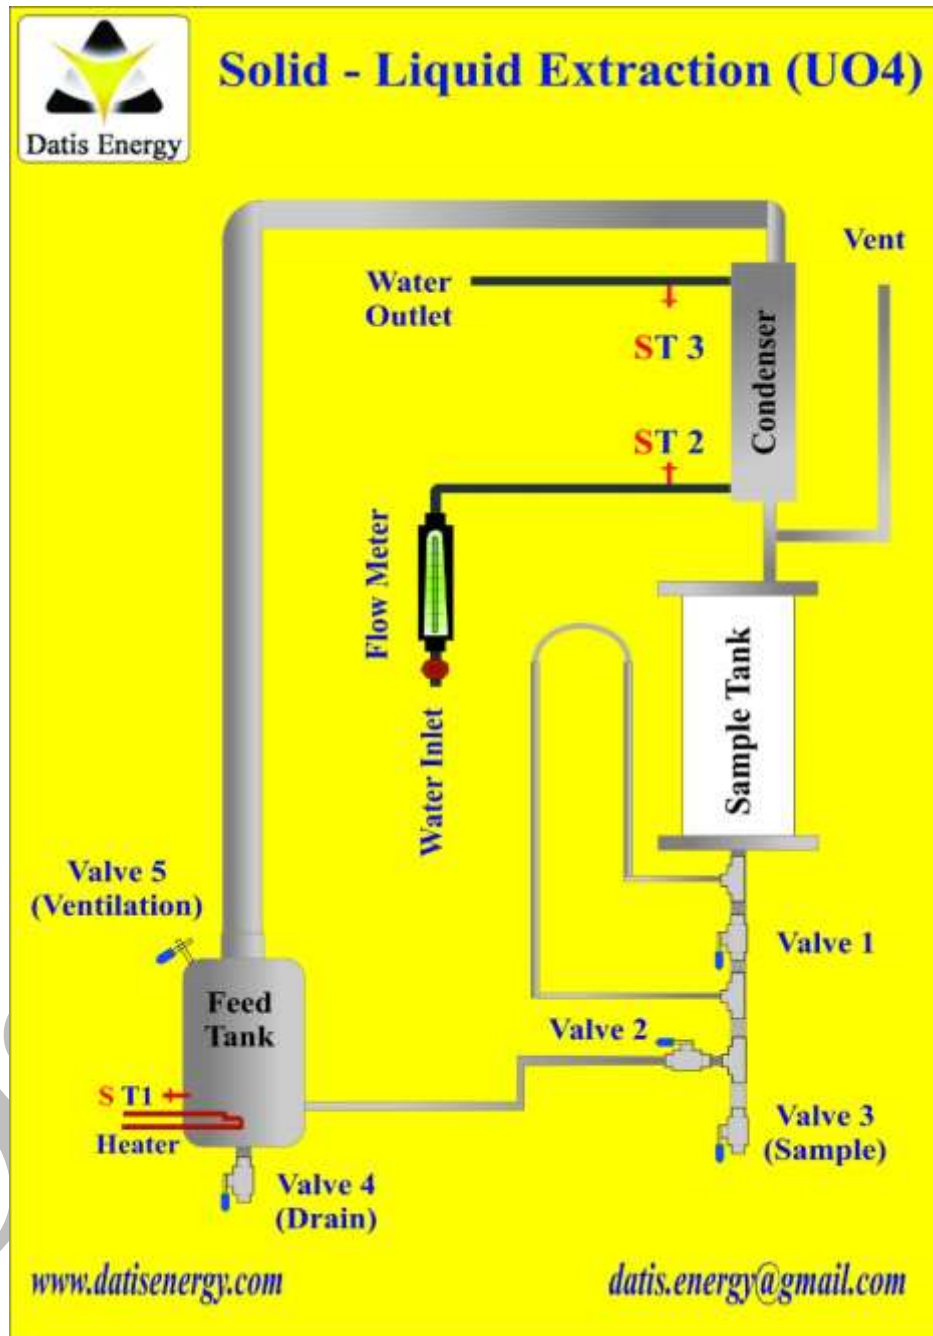 Datis Energy
Solid - Liquid Extraction (UO4)
Vent
Water
Outlet
ST 3
Condenser
ST 2
Flow Meter
Water Inlet
Sample Tank
Valve 5
(Ventilation)
Valve 1
Feed
Tank
Valve 2
S T1
Heater
Valve 3
(Sample)
Valve 4
(Drain)
www.datisenergy.com
datis.energy@gmail.com